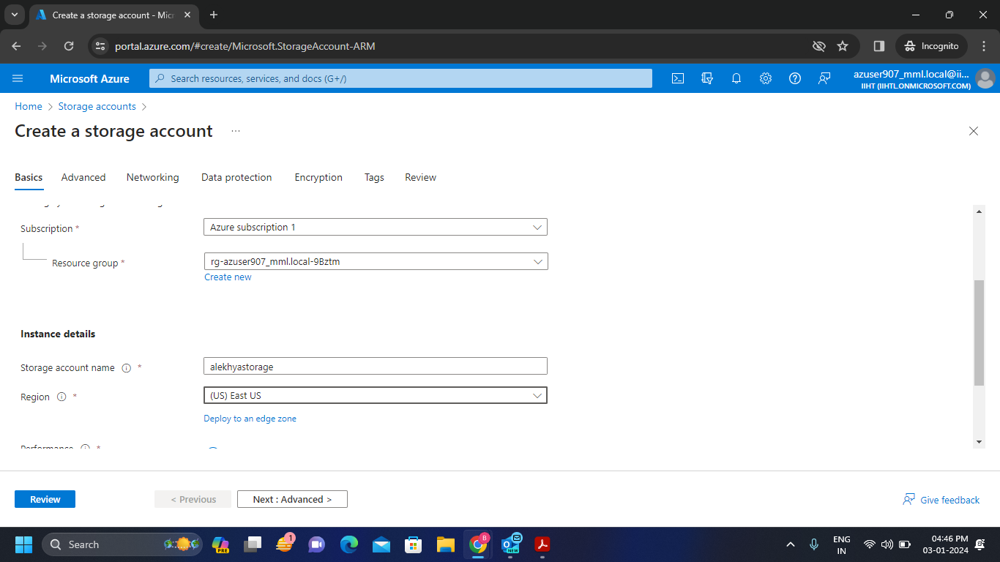 Create a storage account - Micr
portal.azure.com/#create/Microsoft.StorageAccount-ARM
Incognito
Microsoft Azure
Search resources, services, and docs (G+/)
azuser907_mml.local@ii...
IIHT (IIHTL.ONMICROSOFT.COM)
Home > Storage accounts >
Create a storage account ...
Basics Advanced Networking Data protection Encryption Tags Review
Subscription * Azure subscription 1
Resource group * rg-azuser907_mml.local-9Bztm
Create new
Instance details
Storage account name * alekhyastorage
Region * (US) East US
Deploy to an edge zone
Performance *
Review < Previous Next : Advanced > Give feedback
Search
PRE
1
8
NEW
ENG
IN
04:46 PM
03-01-2024